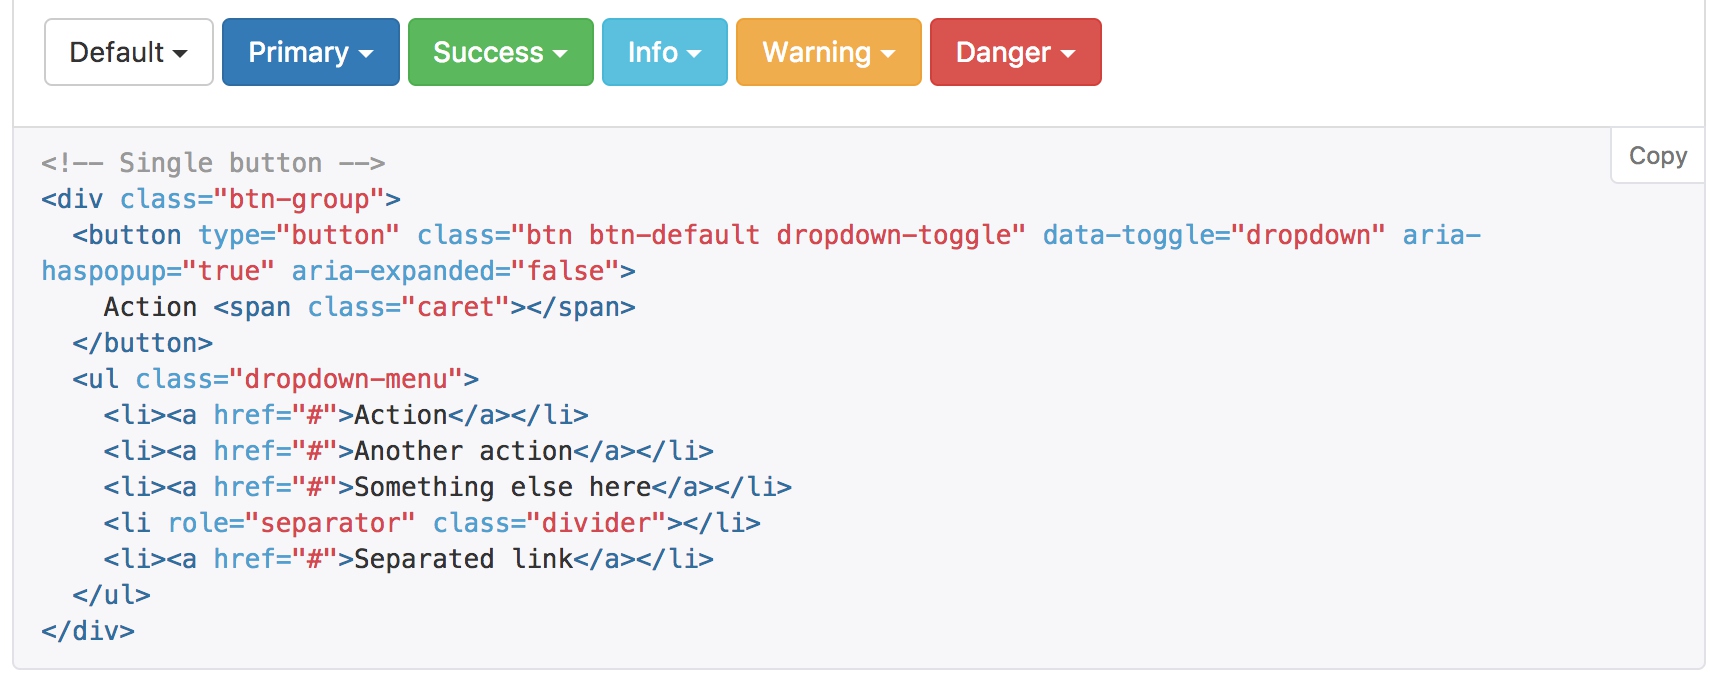 Default Primary Success Info Warning Danger
Copy
<!-- Single button -->
<div class="btn-group">
  <button type="button" class="btn btn-default dropdown-toggle" data-toggle="dropdown" aria-
haspopup="true" aria-expanded="false">
    Action <span class="caret"></span>
  </button>
  <ul class="dropdown-menu">
    <li><a href="#">Action</a></li>
    <li><a href="#">Another action</a></li>
    <li><a href="#">Something else here</a></li>
    <li role="separator" class="divider"></li>
    <li><a href="#">Separated link</a></li>
  </ul>
</div>